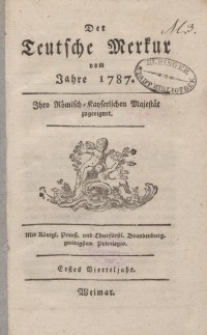 Der
Teutsche Merkur
vom
Jahre 1787.
Ihro Römisch-Kayserlichen Majestät
zugeeignet.
Mit Königl. Preuß. und Churfürstl. Brandenburg.
gnädigstem Privilegio.
Erstes Vierteljahr.
Weimar.